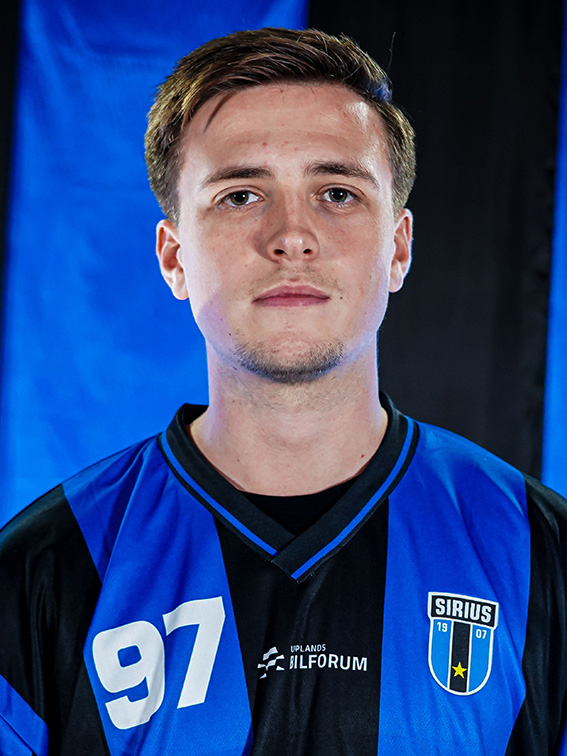 97
UPLANDS
BILFORUM
SIRIUS
19 07